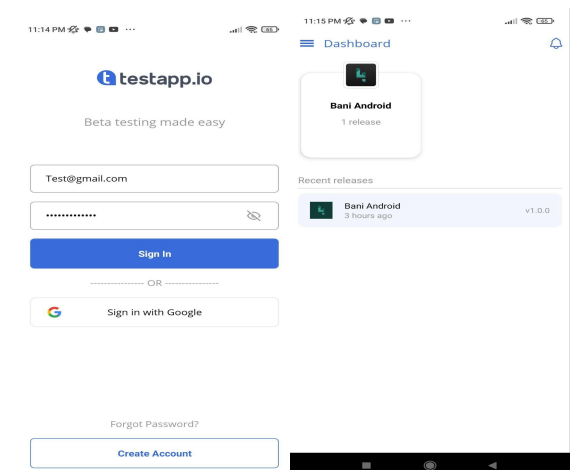 11:14 PM
65
testapp.io
Beta testing made easy
Test@gmail.com
•••••••••••••
Sign In
---------------- OR ----------------
Sign in with Google
Forgot Password?
Create Account
11:15 PM
65
Dashboard
Bani Android
1 release
Recent releases
Bani Android
3 hours ago
v1.0.0